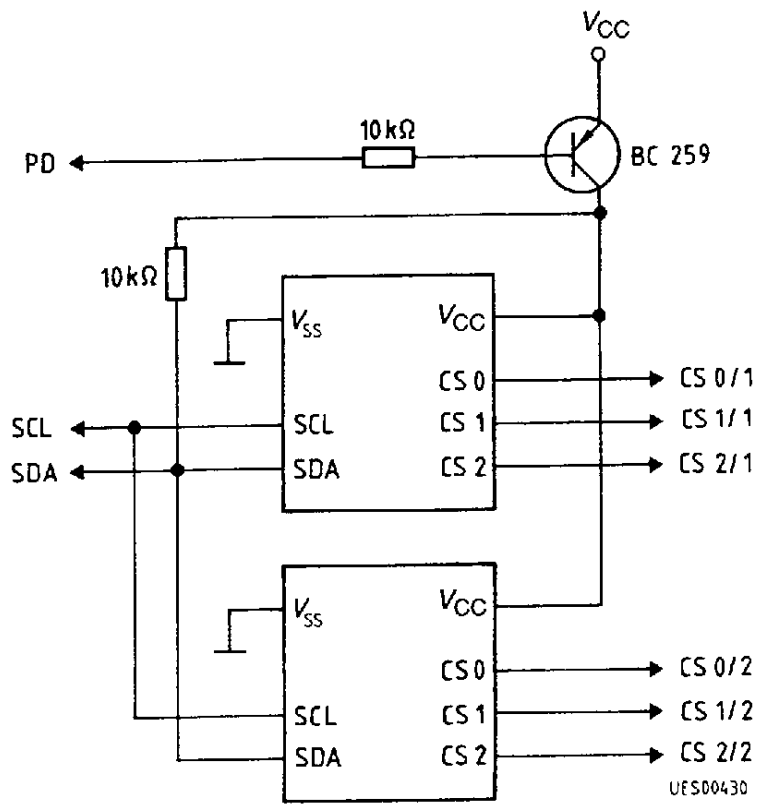 VCC
10kΩ
PD
BC 259
10kΩ
VSS
VCC
CS 0
CS 0/1
SCL
SCL
CS 1
CS 1/1
SDA
SDA
CS 2
CS 2/1
VSS
VCC
CS0
CS 0/2
SCL
CS 1
CS 1/2
SDA
CS 2
CS 2/2
UES00430